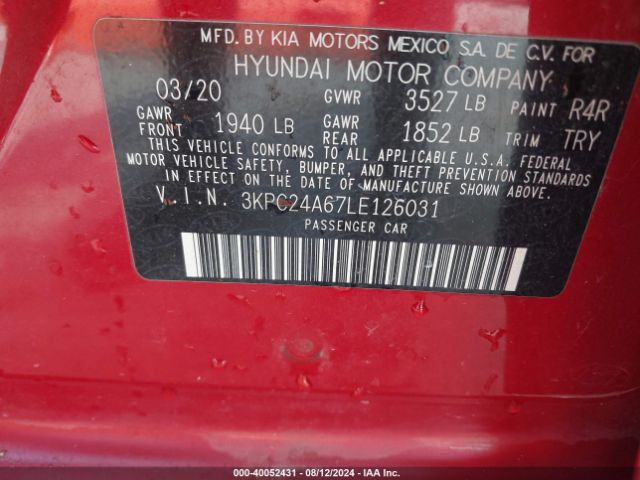 MFD. BY KIA MOTORS MEXICO S.A. DE C.V. FOR
HYUNDAI MOTOR COMPANY
03/20 GVWR 3527 LB PAINT R4R
GAWR FRONT 1940 LB GAWR REAR 1852 LB TRIM TRY
THIS VEHICLE CONFORMS TO ALL APPLICABLE U.S.A. FEDERAL
MOTOR VEHICLE SAFETY, BUMPER, AND THEFT PREVENTION STANDARDS
IN EFFECT ON THE DATE OF MANUFACTURE SHOWN ABOVE.
V.I.N. 3KPC24A67LE126031
PASSENGER CAR
© - 40052431 - 08/12/2024 - IAA Inc.